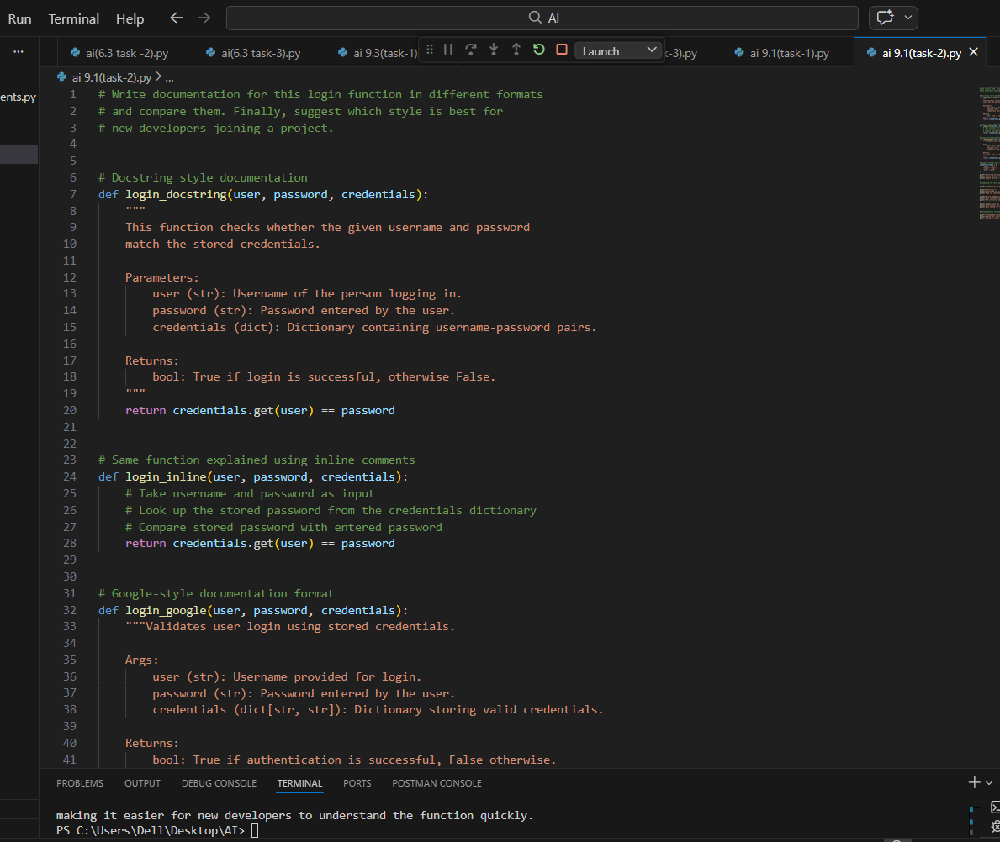 Run Terminal Help AI
ai(6.3 task -2).py ai(6.3 task-3).py ai 9.3(task-1) Launch k-3).py ai 9.1(task-1).py ai 9.1(task-2).py
ai 9.1(task-2).py > ...
ents.py
1 # Write documentation for this login function in different formats
2 # and compare them. Finally, suggest which style is best for
3 # new developers joining a project.
4
5
6 # Docstring style documentation
7 def login_docstring(user, password, credentials):
8 """
9 This function checks whether the given username and password
10 match the stored credentials.
11
12 Parameters:
13 user (str): Username of the person logging in.
14 password (str): Password entered by the user.
15 credentials (dict): Dictionary containing username-password pairs.
16
17 Returns:
18 bool: True if login is successful, otherwise False.
19 """
20 return credentials.get(user) == password
21
22
23 # Same function explained using inline comments
24 def login_inline(user, password, credentials):
25 # Take username and password as input
26 # Look up the stored password from the credentials dictionary
27 # Compare stored password with entered password
28 return credentials.get(user) == password
29
30
31 # Google-style documentation format
32 def login_google(user, password, credentials):
33 """Validates user login using stored credentials.
34
35 Args:
36 user (str): Username provided for login.
37 password (str): Password entered by the user.
38 credentials (dict[str, str]): Dictionary storing valid credentials.
39
40 Returns:
41 bool: True if authentication is successful, False otherwise.
PROBLEMS OUTPUT DEBUG CONSOLE TERMINAL PORTS POSTMAN CONSOLE
making it easier for new developers to understand the function quickly.
PS C:\Users\Dell\Desktop\AI>